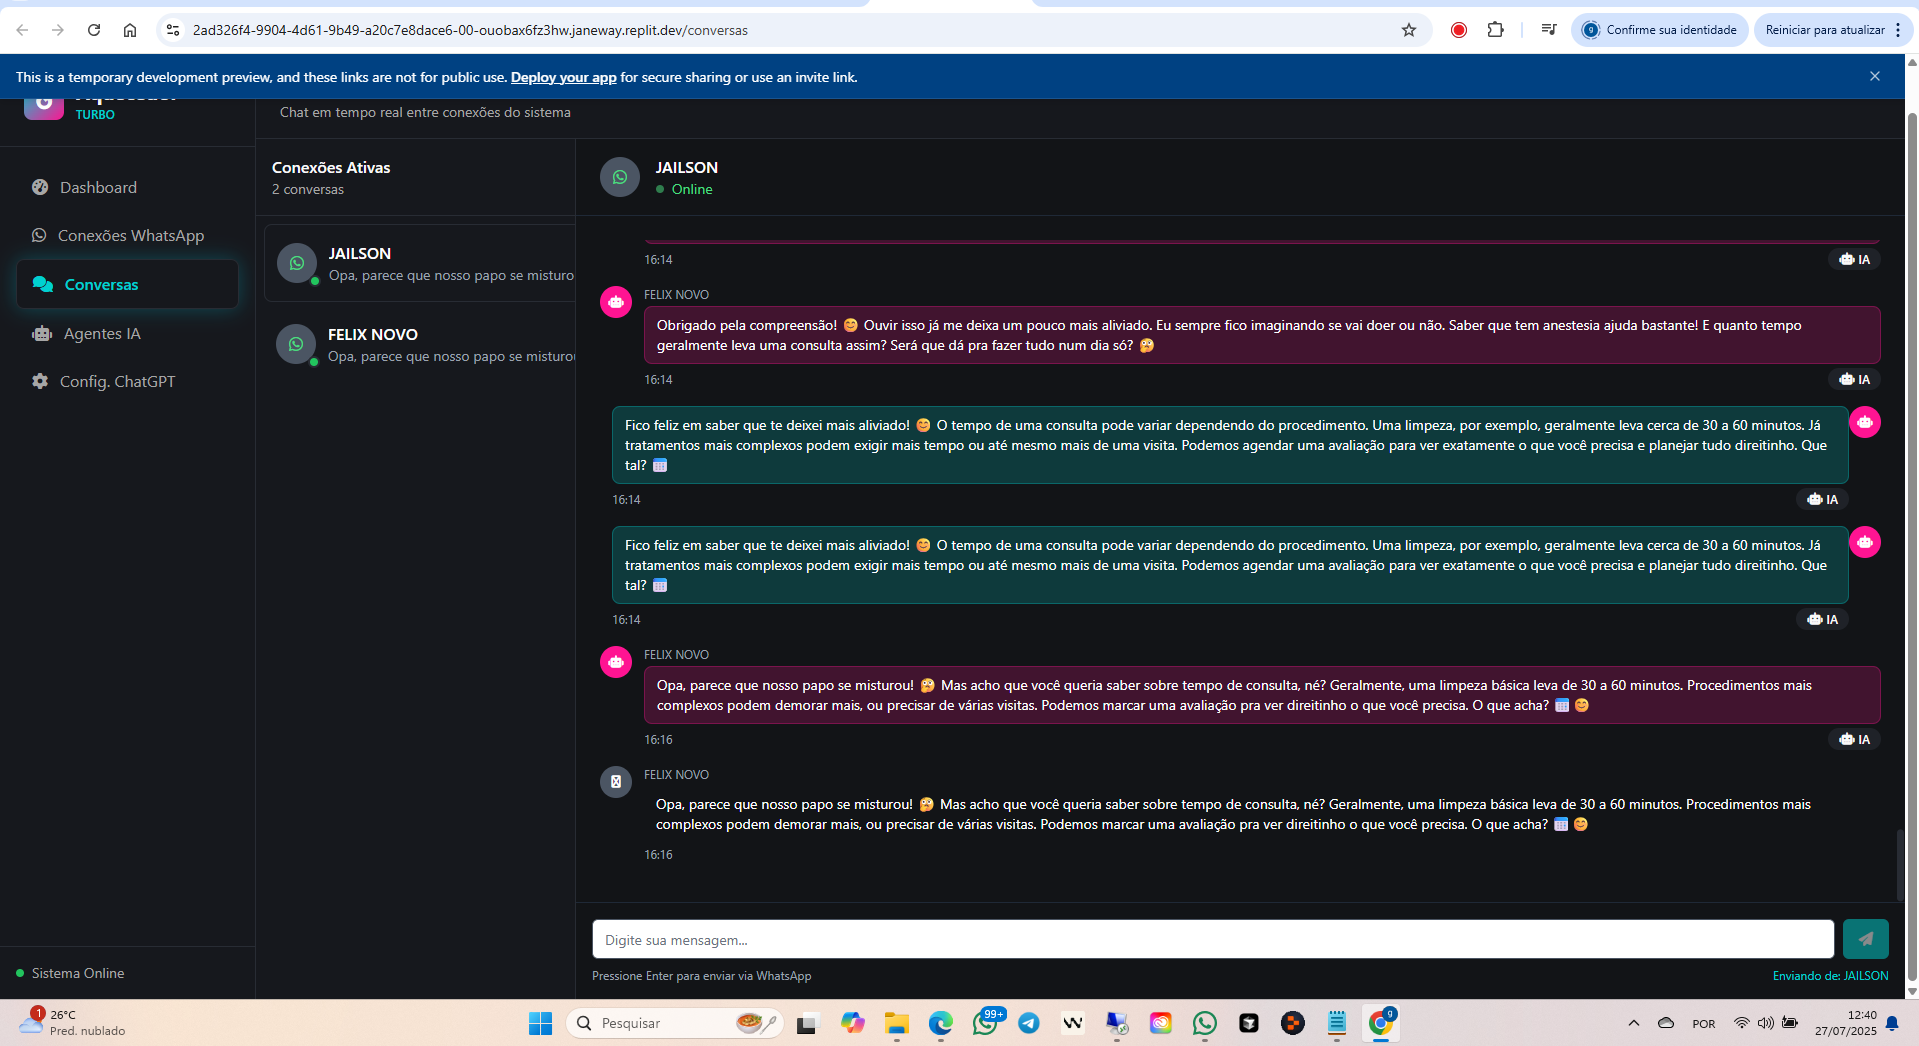 2ad326f4-9904-4d61-9b49-a20c7e8dace6-00-ouobax6fz3hw.janeway.replit.dev/conversas
Confirme sua identidade
Reiniciar para atualizar
This is a temporary development preview, and these links are not for public use. Deploy your app for secure sharing or use an invite link.
TURBO
Dashboard
Conexões WhatsApp
Conversas
Agentes IA
Config. ChatGPT
Sistema Online
Chat em tempo real entre conexões do sistema
Conexões Ativas
2 conversas
JAILSON
Opa, parece que nosso papo se misturo
FELIX NOVO
Opa, parece que nosso papo se misturou
JAILSON
Online
16:14
IA
FELIX NOVO
Obrigado pela compreensão! 😊 Ouvir isso já me deixa um pouco mais aliviado. Eu sempre fico imaginando se vai doer ou não. Saber que tem anestesia ajuda bastante! E quanto tempo
geralmente leva uma consulta assim? Será que dá pra fazer tudo num dia só? 🤔
16:14
IA
Fico feliz em saber que te deixei mais aliviado! 😊 O tempo de uma consulta pode variar dependendo do procedimento. Uma limpeza, por exemplo, geralmente leva cerca de 30 a 60 minutos. Já
tratamentos mais complexos podem exigir mais tempo ou até mesmo mais de uma visita. Podemos agendar uma avaliação para ver exatamente o que você precisa e planejar tudo direitinho. Que
tal? 🗓️
16:14
IA
Fico feliz em saber que te deixei mais aliviado! 😊 O tempo de uma consulta pode variar dependendo do procedimento. Uma limpeza, por exemplo, geralmente leva cerca de 30 a 60 minutos. Já
tratamentos mais complexos podem exigir mais tempo ou até mesmo mais de uma visita. Podemos agendar uma avaliação para ver exatamente o que você precisa e planejar tudo direitinho. Que
tal? 🗓️
16:14
IA
FELIX NOVO
Opa, parece que nosso papo se misturou! 🤔 Mas acho que você queria saber sobre tempo de consulta, né? Geralmente, uma limpeza básica leva de 30 a 60 minutos. Procedimentos mais
complexos podem demorar mais, ou precisar de várias visitas. Podemos marcar uma avaliação pra ver direitinho o que você precisa. O que acha? 🗓️ 😊
16:16
IA
FELIX NOVO
Opa, parece que nosso papo se misturou! 🤔 Mas acho que você queria saber sobre tempo de consulta, né? Geralmente, uma limpeza básica leva de 30 a 60 minutos. Procedimentos mais
complexos podem demorar mais, ou precisar de várias visitas. Podemos marcar uma avaliação pra ver direitinho o que você precisa. O que acha? 🗓️ 😊
16:16
Digite sua mensagem...
Pressione Enter para enviar via WhatsApp
Enviando de: JAILSON
1
26°C
Pred. nublado
Pesquisar
99+
9
POR
12:40
27/07/2025